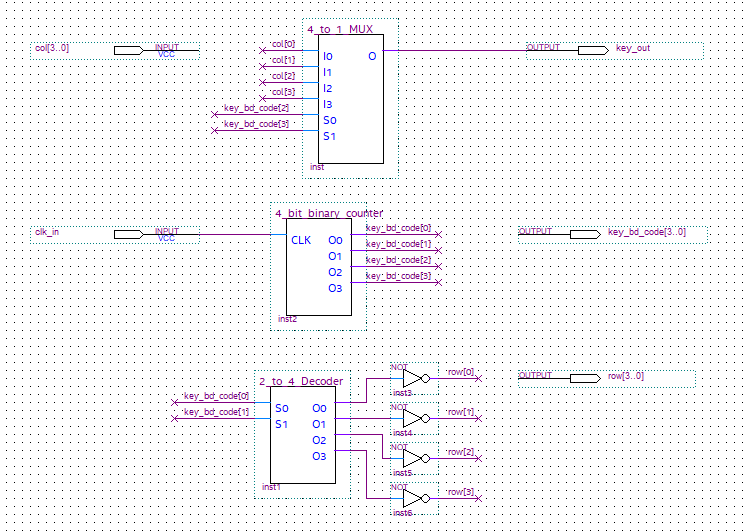 4_to_1_MUX
col[3..0]
INPUT
VCC
col[0]
col[1]
col[2]
col[3]
key_bd_code[2]
key_bd_code[3]
I0
I1
I2
I3
S0
S1
O
inst
OUTPUT
key_out
4_bit_binary_counter
clk_in
INPUT
VCC
CLK
O0
O1
O2
O3
key_bd_code[0]
key_bd_code[1]
key_bd_code[2]
key_bd_code[3]
inst2
OUTPUT
key_bd_code[3..0]
2_to_4_Decoder
key_bd_code[0]
key_bd_code[1]
S0
S1
O0
O1
O2
O3
inst1
NOT
row[0]
inst3
NOT
row[1]
inst4
NOT
row[2]
inst5
NOT
row[3]
inst6
OUTPUT
row[3..0]